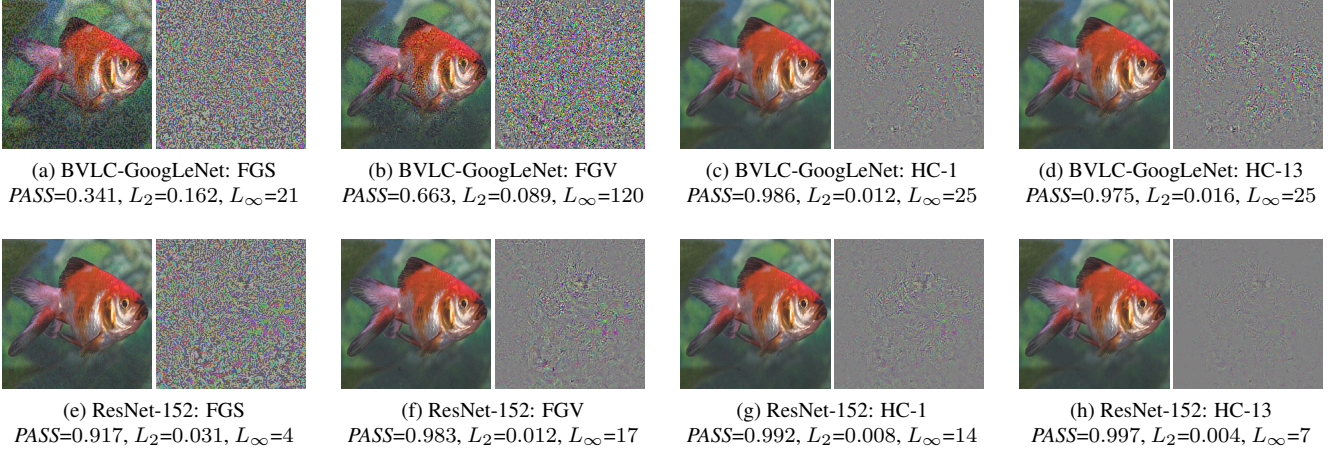 (a) BVLC-GoogLeNet: FGS
PASS=0.341, L₂=0.162, L∞=21
(b) BVLC-GoogLeNet: FGV
PASS=0.663, L₂=0.089, L∞=120
(c) BVLC-GoogLeNet: HC-1
PASS=0.986, L₂=0.012, L∞=25
(d) BVLC-GoogLeNet: HC-13
PASS=0.975, L₂=0.016, L∞=25
(e) ResNet-152: FGS
PASS=0.917, L₂=0.031, L∞=4
(f) ResNet-152: FGV
PASS=0.983, L₂=0.012, L∞=17
(g) ResNet-152: HC-1
PASS=0.992, L₂=0.008, L∞=14
(h) ResNet-152: HC-13
PASS=0.997, L₂=0.004, L∞=7